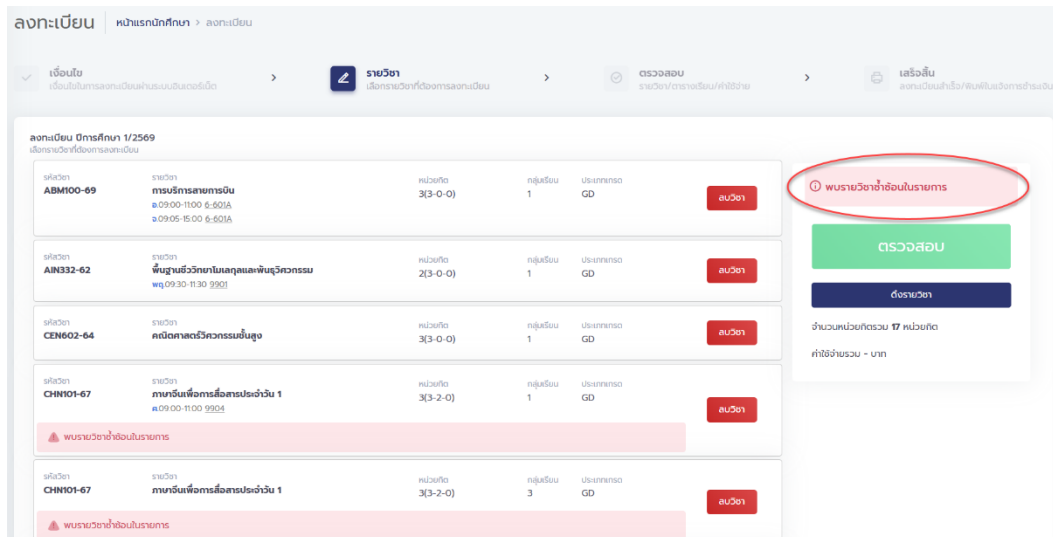 ลงทะเบียน
หน้าแรกนักศึกษา > ลงทะเบียน
เงื่อนไข
เงื่อนไขในการลงทะเบียนผ่านระบบอินเตอร์เน็ต
รายวิชา
เลือกรายวิชาที่ต้องการลงทะเบียน
ตรวจสอบ
รายวิชา/ตารางเรียน/ค่าใช้จ่าย
เสร็จสิ้น
ลงทะเบียนสำเร็จ/พิมพ์ใบแจ้งการชำระเงิน
ลงทะเบียน ปีการศึกษา 1/2569
เลือกรายวิชาที่ต้องการลงทะเบียน
รหัสวิชา รายวิชา หน่วยกิต กลุ่มเรียน ประเภทเกรด
ABM100-69 การบริการสายการบิน 3(3-0-0) 1 GD
อ.09:00-11:00 6-601A
จ.09:05-15:00 6-601A
ลบวิชา
รหัสวิชา รายวิชา หน่วยกิต กลุ่มเรียน ประเภทเกรด
AIN332-62 พื้นฐานชีววิทยาโมเลกุลและพันธุวิศวกรรม 2(3-0-0) 1 GD
พฤ.09:30-11:30 9901
ลบวิชา
รหัสวิชา รายวิชา หน่วยกิต กลุ่มเรียน ประเภทเกรด
CEN602-64 คณิตศาสตร์วิศวกรรมชั้นสูง 3(3-0-0) 1 GD
ลบวิชา
รหัสวิชา รายวิชา หน่วยกิต กลุ่มเรียน ประเภทเกรด
CHN101-67 ภาษาจีนเพื่อการสื่อสารประจำวัน 1 3(3-2-0) 1 GD
ศ.09:00-11:00 9904
ลบวิชา
พบรายวิชาซ้ำซ้อนในรายการ
รหัสวิชา รายวิชา หน่วยกิต กลุ่มเรียน ประเภทเกรด
CHN101-67 ภาษาจีนเพื่อการสื่อสารประจำวัน 1 3(3-2-0) 3 GD
ลบวิชา
พบรายวิชาซ้ำซ้อนในรายการ
พบรายวิชาซ้ำซ้อนในรายการ
ตรวจสอบ
ดึงรายวิชา
จำนวนหน่วยกิตรวม 17 หน่วยกิต
ค่าใช้จ่ายรวม - บาท